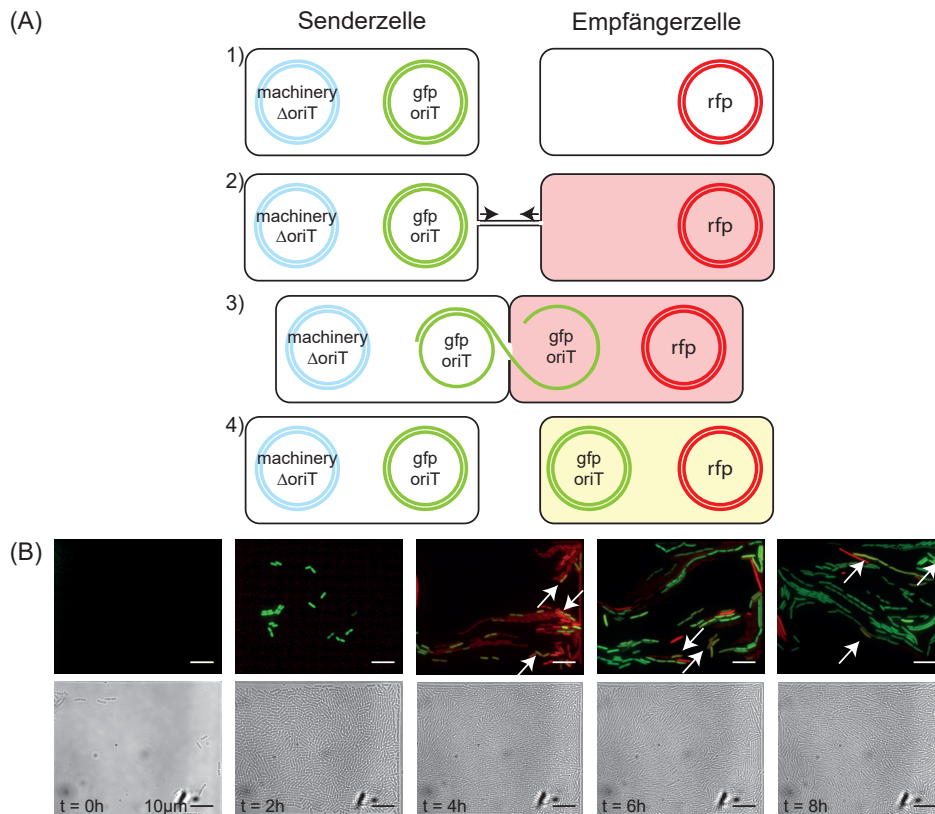 (A)
Senderzelle
Empfängerzelle
1)
machinery
ΔoriT
gfp
oriT
rfp
2)
machinery
ΔoriT
gfp
oriT
rfp
3)
machinery
ΔoriT
gfp
oriT
gfp
oriT
rfp
4)
machinery
ΔoriT
gfp
oriT
gfp
oriT
rfp
(B)
t = 0h
10µm
t = 2h
t = 4h
t = 6h
t = 8h